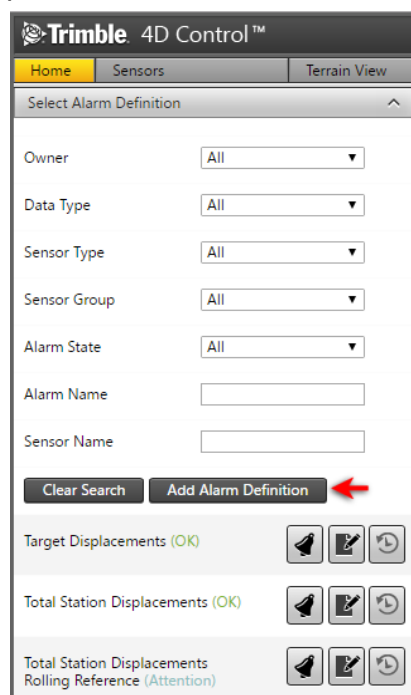 Trimble. 4D Control™
Home Sensors Terrain View
Select Alarm Definition
Owner All
Data Type All
Sensor Type All
Sensor Group All
Alarm State All
Alarm Name
Sensor Name
Clear Search Add Alarm Definition
Target Displacements (OK)
Total Station Displacements (OK)
Total Station Displacements
Rolling Reference (Attention)